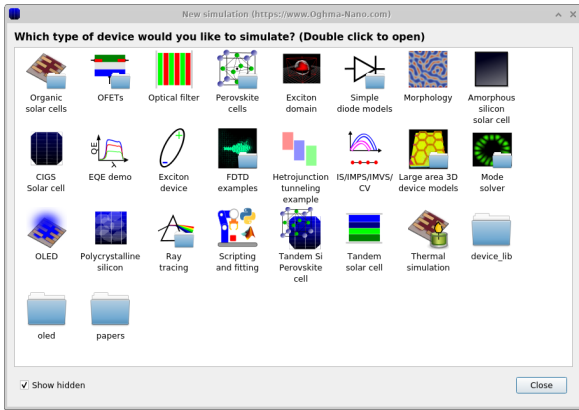 New simulation (https://www.Oghma-Nano.com)
Which type of device would you like to simulate? (Double click to open)
Organic
solar cells
OFETs
Optical filter
Perovskite
cells
Exciton
domain
Simple
diode models
Morphology
Amorphous
silicon
solar cell
CIGS
Solar cell
QE
λ
EQE demo
Exciton
device
FDTD
examples
Hetrojunction
tunneling
example
IS/IMPS/IMVS/
CV
Large area 3D
device models
Mode
solver
OLED
Polycrystalline
silicon
Ray
tracing
Scripting
and fitting
Tandem Si
Perovskite
cell
Tandem
solar cell
Thermal
simulation
device_lib
oled
papers
Show hidden
Close